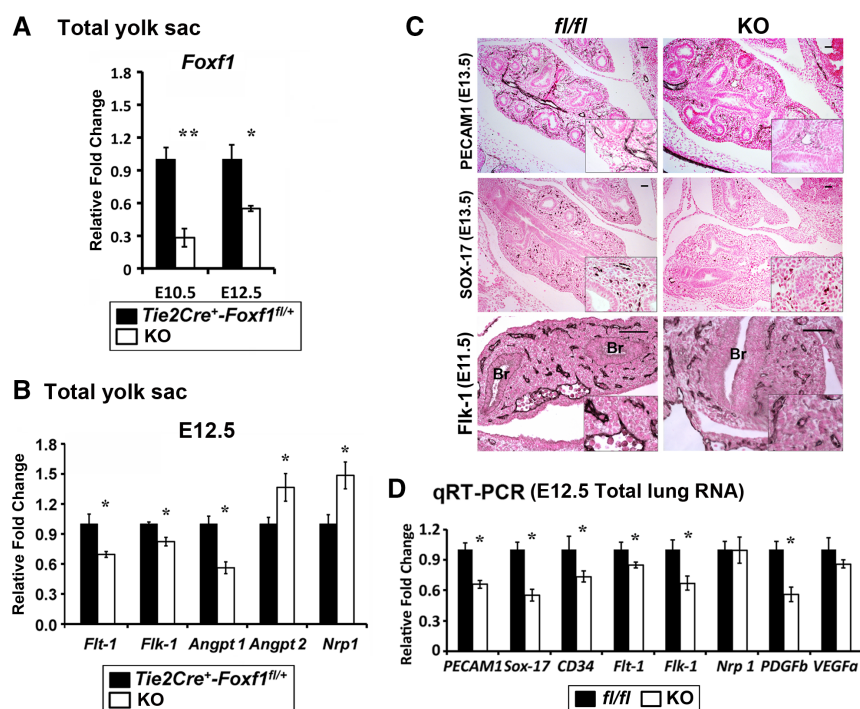 A Total yolk sac
Foxf1
Relative Fold Change
1.8
1.5
1.2
0.9
0.6
0.3
0
** *
E10.5 E12.5
Tie2Cre+-Foxf1fl/+
KO
B Total yolk sac
E12.5
Relative Fold Change
1.8
1.5
1.2
0.9
0.6
0.3
0.0
* * * * *
Flt-1 Flk-1 Angpt 1 Angpt 2 Nrp1
Tie2Cre+-Foxf1fl/+
KO
C
fl/fl KO
PECAM1 (E13.5)
SOX-17 (E13.5)
Flk-1 (E11.5)
Br Br Br
D qRT-PCR (E12.5 Total lung RNA)
Relative Fold Change
1.2
0.9
0.6
0.3
0.0
* * * * * *
PECAM1 Sox-17 CD34 Flt-1 Flk-1 Nrp 1 PDGFb VEGFa
fl/fl KO